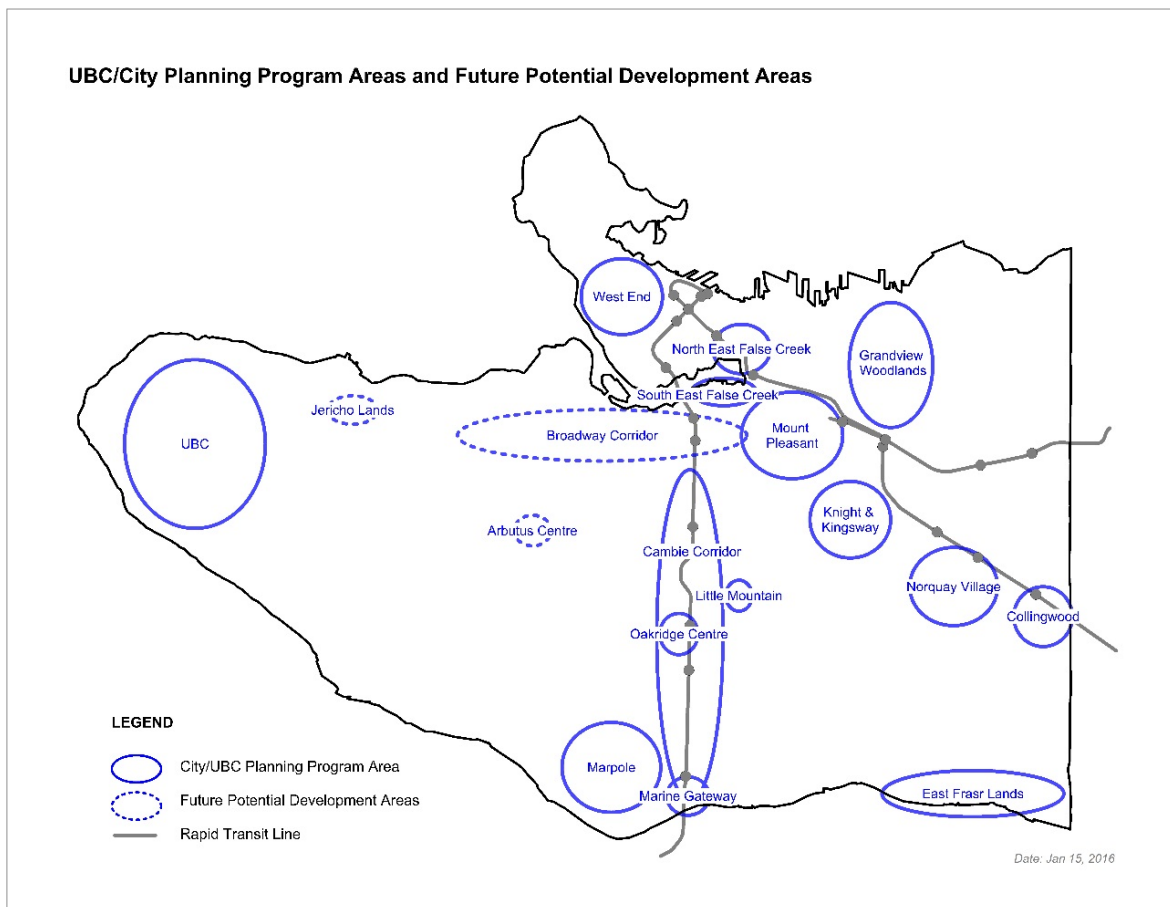 UBC/City Planning Program Areas and Future Potential Development Areas
West End
North East False Creek
Grandview
Woodlands
South East False Creek
Jericho Lands
UBC
Broadway Corridor
Mount
Pleasant
Knight &
Kingsway
Arbutus Centre
Cambie Corridor
Norquay Village
Little Mountain
Collingwood
Oakridge Centre
LEGEND
City/UBC Planning Program Area
Marpole
Marine Gateway
East Frasr Lands
Future Potential Development Areas
Rapid Transit Line
Date: Jan 15, 2016